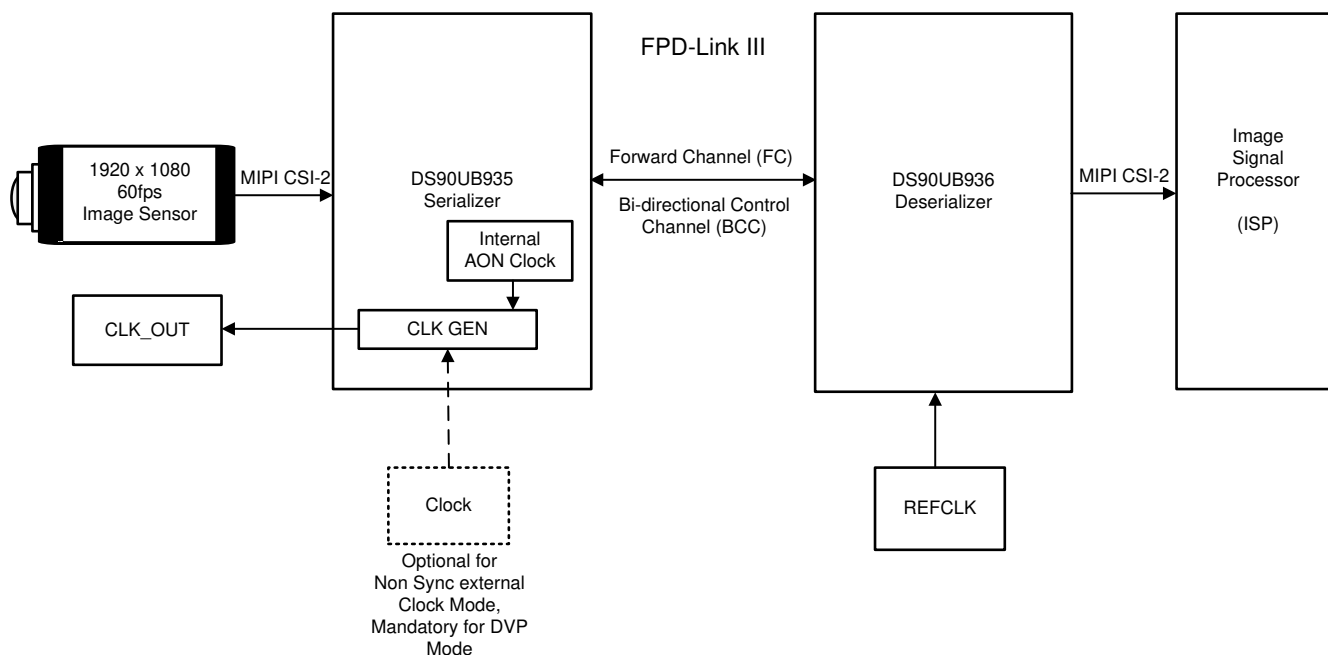 FPD-Link III
1920 x 1080
60fps
Image Sensor
MIPI CSI-2
DS90UB935
Serializer
Internal
AON Clock
CLK GEN
CLK_OUT
Clock
Optional for
Non Sync external
Clock Mode,
Mandatory for DVP
Mode
Forward Channel (FC)
Bi-directional Control
Channel (BCC)
DS90UB936
Deserializer
REFCLK
MIPI CSI-2
Image
Signal
Processor
(ISP)